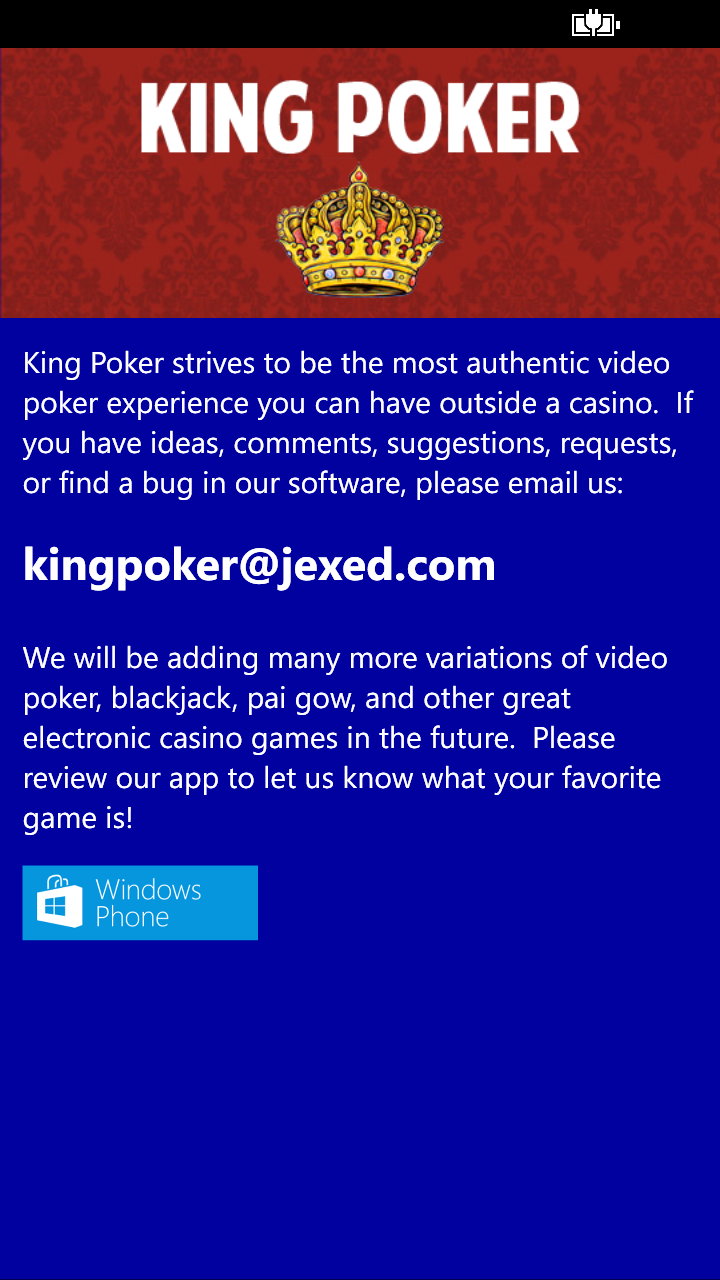 KING POKER
King Poker strives to be the most authentic video
poker experience you can have outside a casino.  If
you have ideas, comments, suggestions, requests,
or find a bug in our software, please email us:
kingpoker@jexed.com
We will be adding many more variations of video
poker, blackjack, pai gow, and other great
electronic casino games in the future.  Please
review our app to let us know what your favorite
game is!
Windows
Phone